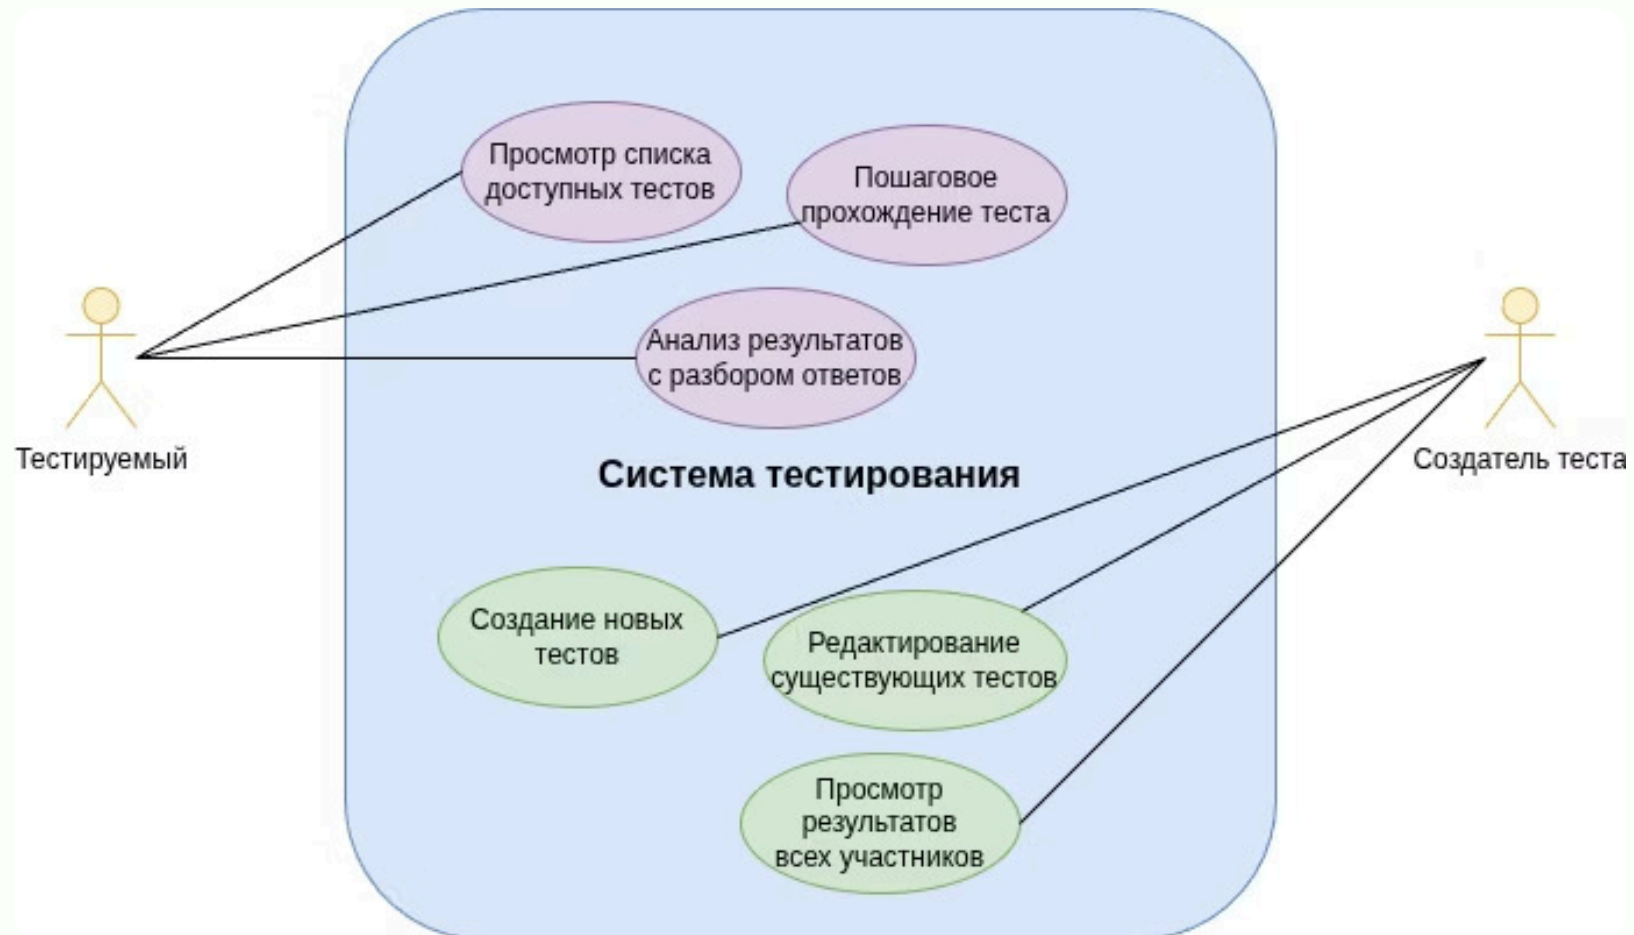 Просмотр списка
доступных тестов
Пошаговое
прохождение теста
Анализ результатов
с разбором ответов
Тестируемый
Создатель теста
Система тестирования
Создание новых
тестов
Редактирование
существующих тестов
Просмотр
результатов
всех участников